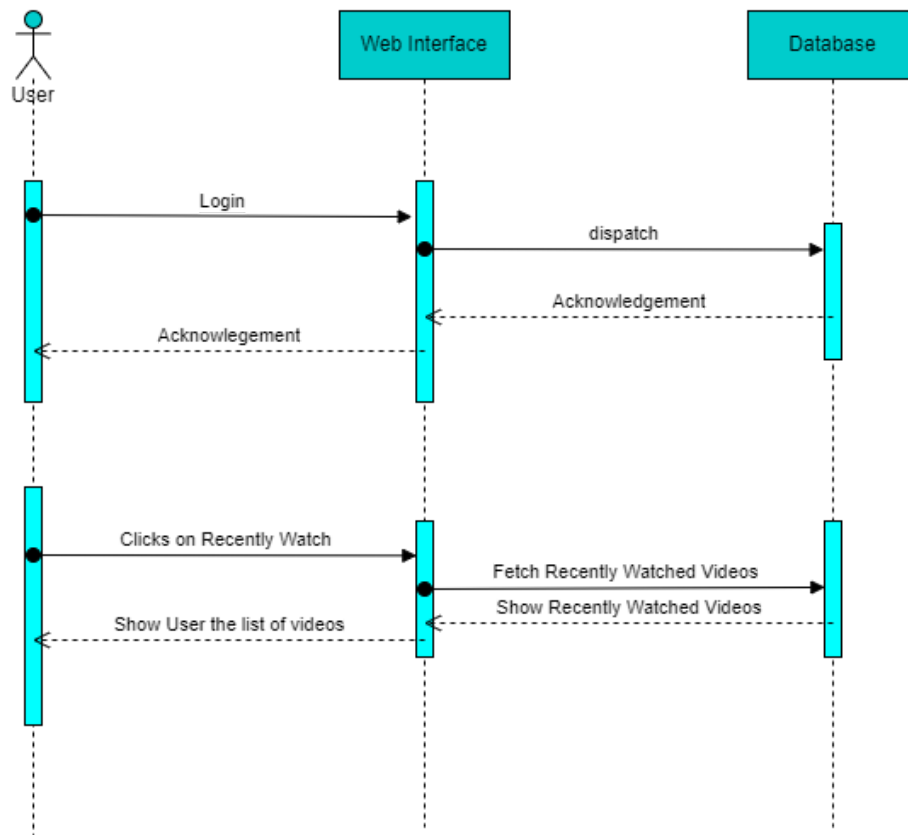 Web Interface
Database
User
Login
dispatch
Acknowledgement
Acknowlegement
Clicks on Recently Watch
Fetch Recently Watched Videos
Show Recently Watched Videos
Show User the list of videos